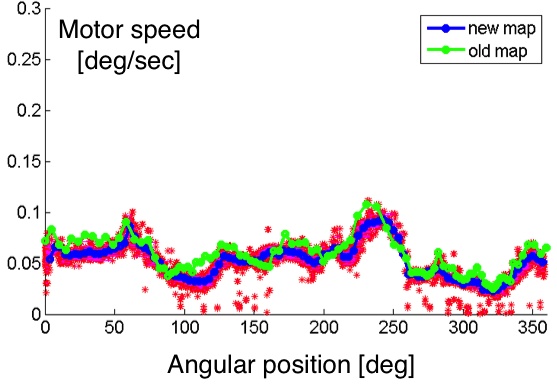 0.3
Motor speed
[deg/sec]
new map
old map
0.25
0.2
0.15
0.1
0.05
0
0 50 100 150 200 250 300 350
Angular position [deg]